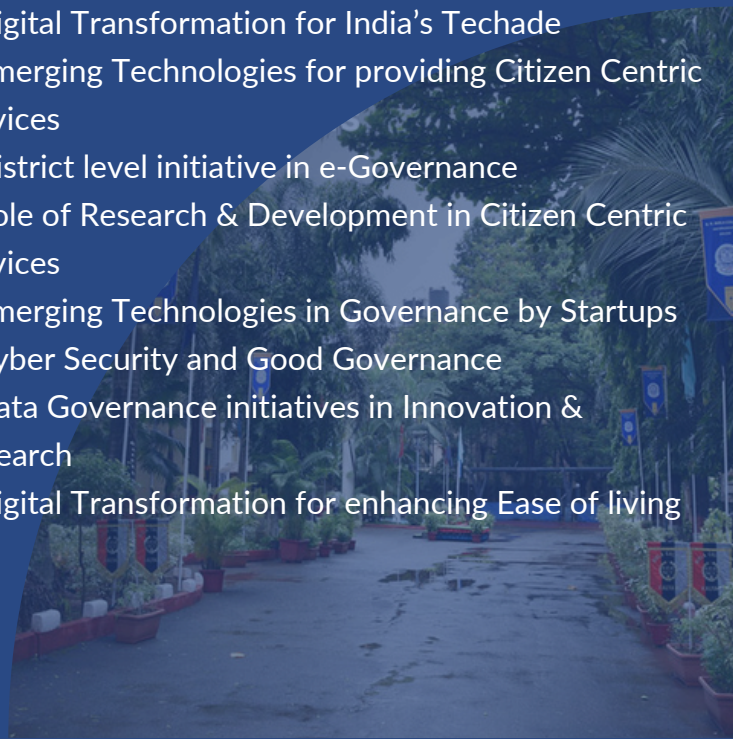 igital Transformation for India's Techade
merging Technologies for providing Citizen Centric
vices
istrict level initiative in e-Governance
ole of Research & Development in Citizen Centric
vices
merging Technologies in Governance by Startups
yber Security and Good Governance
ata Governance initiatives in Innovation &
earch
igital Transformation for enhancing Ease of living